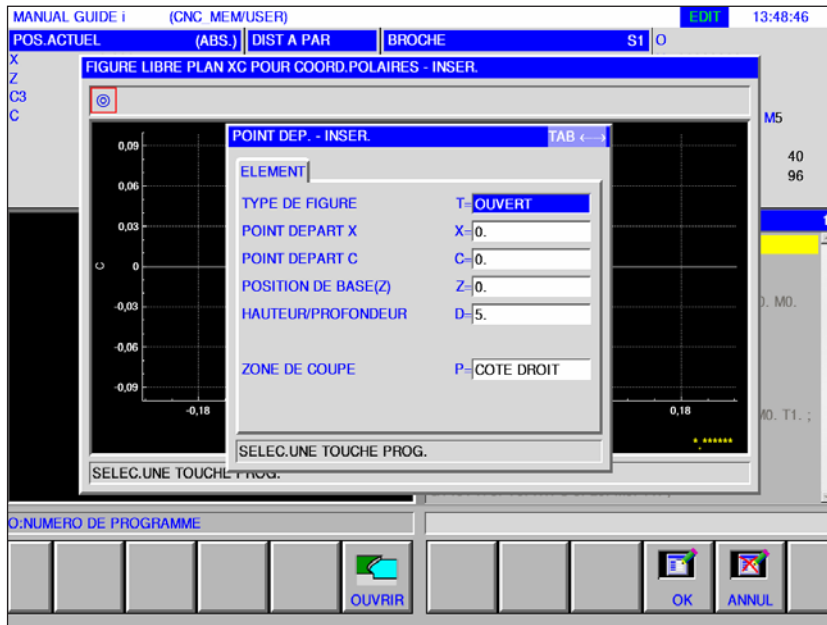 MANUAL GUIDE i (CNC_MEM/USER) EDIT 13:48:46
POS.ACTUEL (ABS.) DIST A PAR BROCHE S1 O
X
Z
C3
C
FIGURE LIBRE PLAN XC POUR COORD.POLAIRES - INSER.
M5
40
96
POINT DEP. - INSER. TAB
ELEMENT
TYPE DE FIGURE T= OUVERT
POINT DEPART X X= 0.
POINT DEPART C C= 0.
POSITION DE BASE(Z) Z= 0.
HAUTEUR/PROFONDEUR D= 5.
ZONE DE COUPE P= COTE DROIT
SELEC.UNE TOUCHE PROG.
0,09
0,06
0,03
C 0
-0,03
-0,06
-0,09
-0,18 0,18
*.******
0. M0.
M0. T1. ;
SELEC.UNE TOUCHE PROG.
O:NUMERO DE PROGRAMME
OUVRIR OK ANNUL